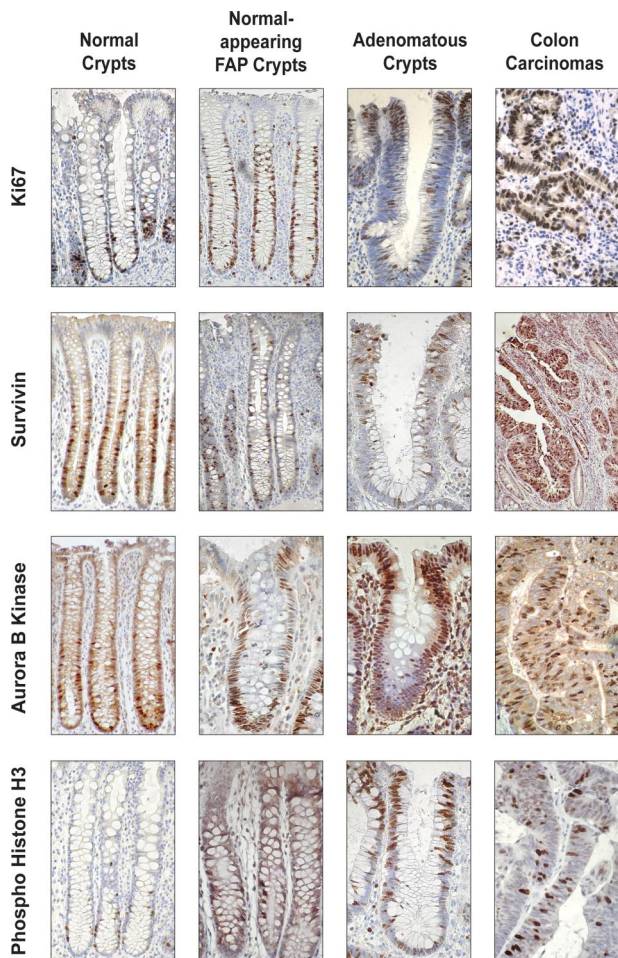 Normal
Crypts
Normal-
appearing
FAP Crypts
Adenomatous
Crypts
Colon
Carcinomas
Ki67
Survivin
Aurora B Kinase
Phospho Histone H3